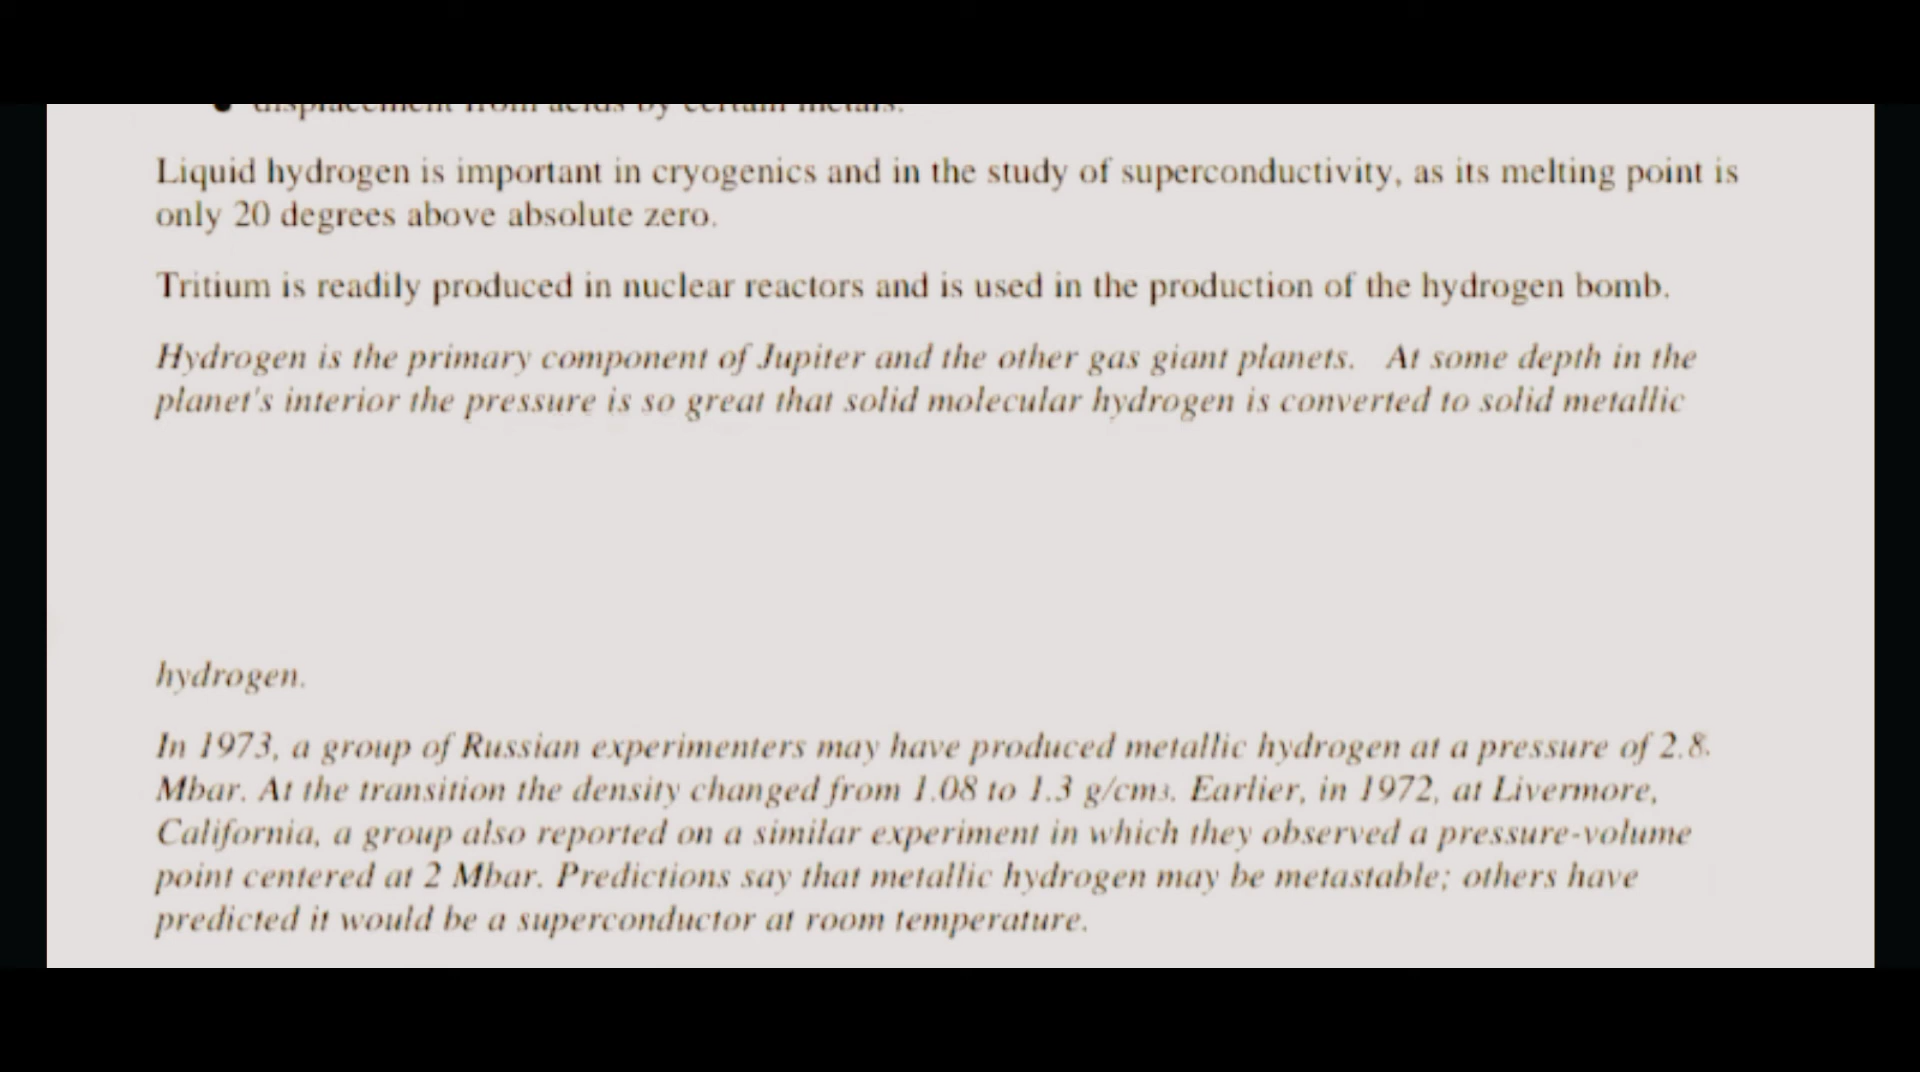 displacement from acids by certain metals.
Liquid hydrogen is important in cryogenics and in the study of superconductivity, as its melting point is
only 20 degrees above absolute zero.
Tritium is readily produced in nuclear reactors and is used in the production of the hydrogen bomb.
Hydrogen is the primary component of Jupiter and the other gas giant planets. At some depth in the
planet's interior the pressure is so great that solid molecular hydrogen is converted to solid metallic
hydrogen.
In 1973, a group of Russian experimenters may have produced metallic hydrogen at a pressure of 2.8
Mbar. At the transition the density changed from 1.08 to 1.3 g/cm3. Earlier, in 1972, at Livermore,
California, a group also reported on a similar experiment in which they observed a pressure-volume
point centered at 2 Mbar. Predictions say that metallic hydrogen may be metastable; others have
predicted it would be a superconductor at room temperature.